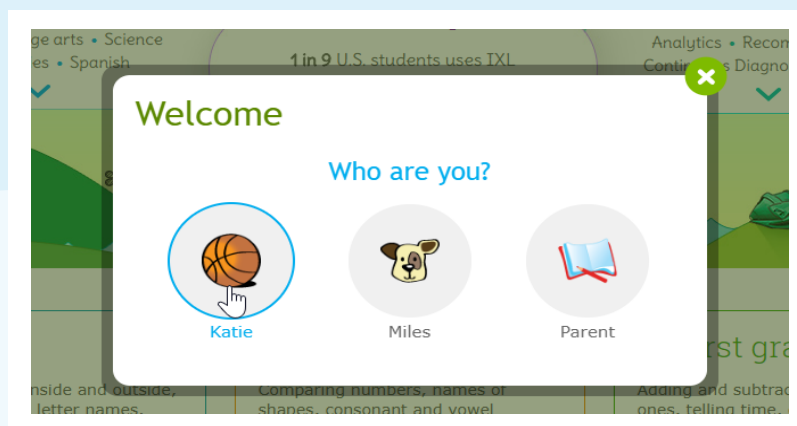 ge arts • Science
es • Spanish
1 in 9 U.S. students uses IXL
Analytics • Recom
Contin s Diagno
Welcome
Who are you?
Katie
Miles
Parent
rst gra
nside and outside,
letter names,
Comparing numbers, names of
shapes, consonant and vowel
Adding and subtrac
ones, telling time,